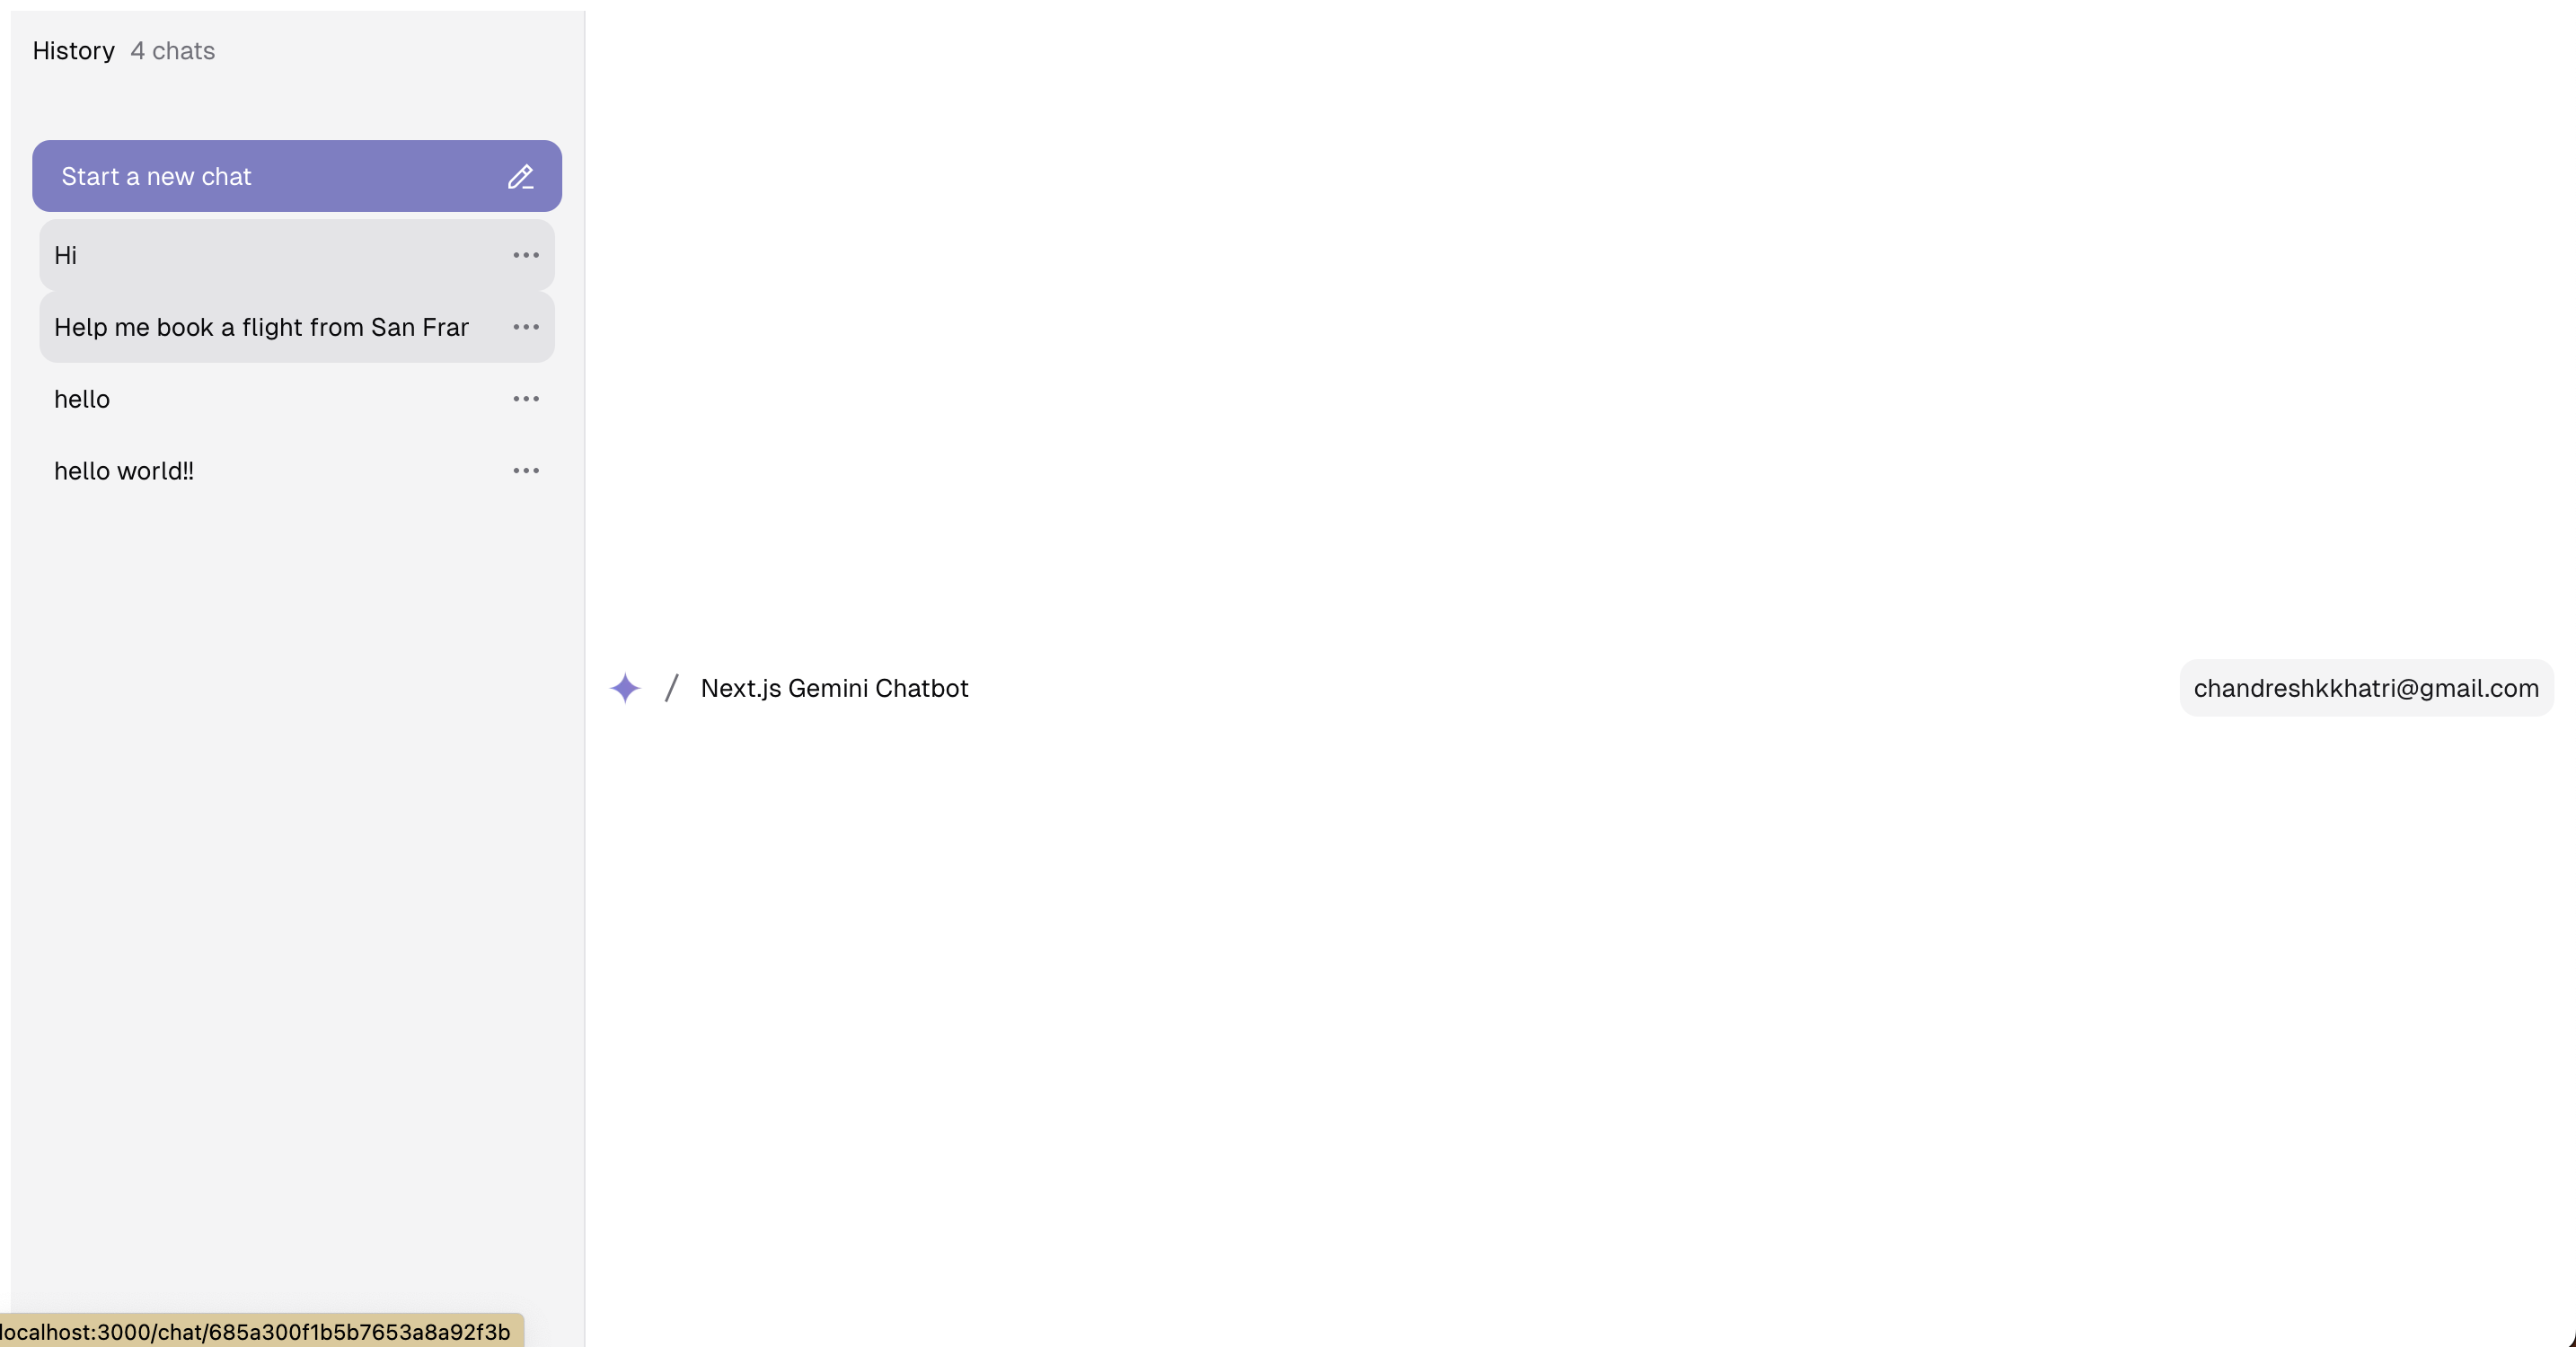 History 4 chats
Start a new chat
Hi
Help me book a flight from San Frar
hello
hello world!!
/ Next.js Gemini Chatbot
chandreshkkhatri@gmail.com
localhost:3000/chat/685a300f1b5b7653a8a92f3b